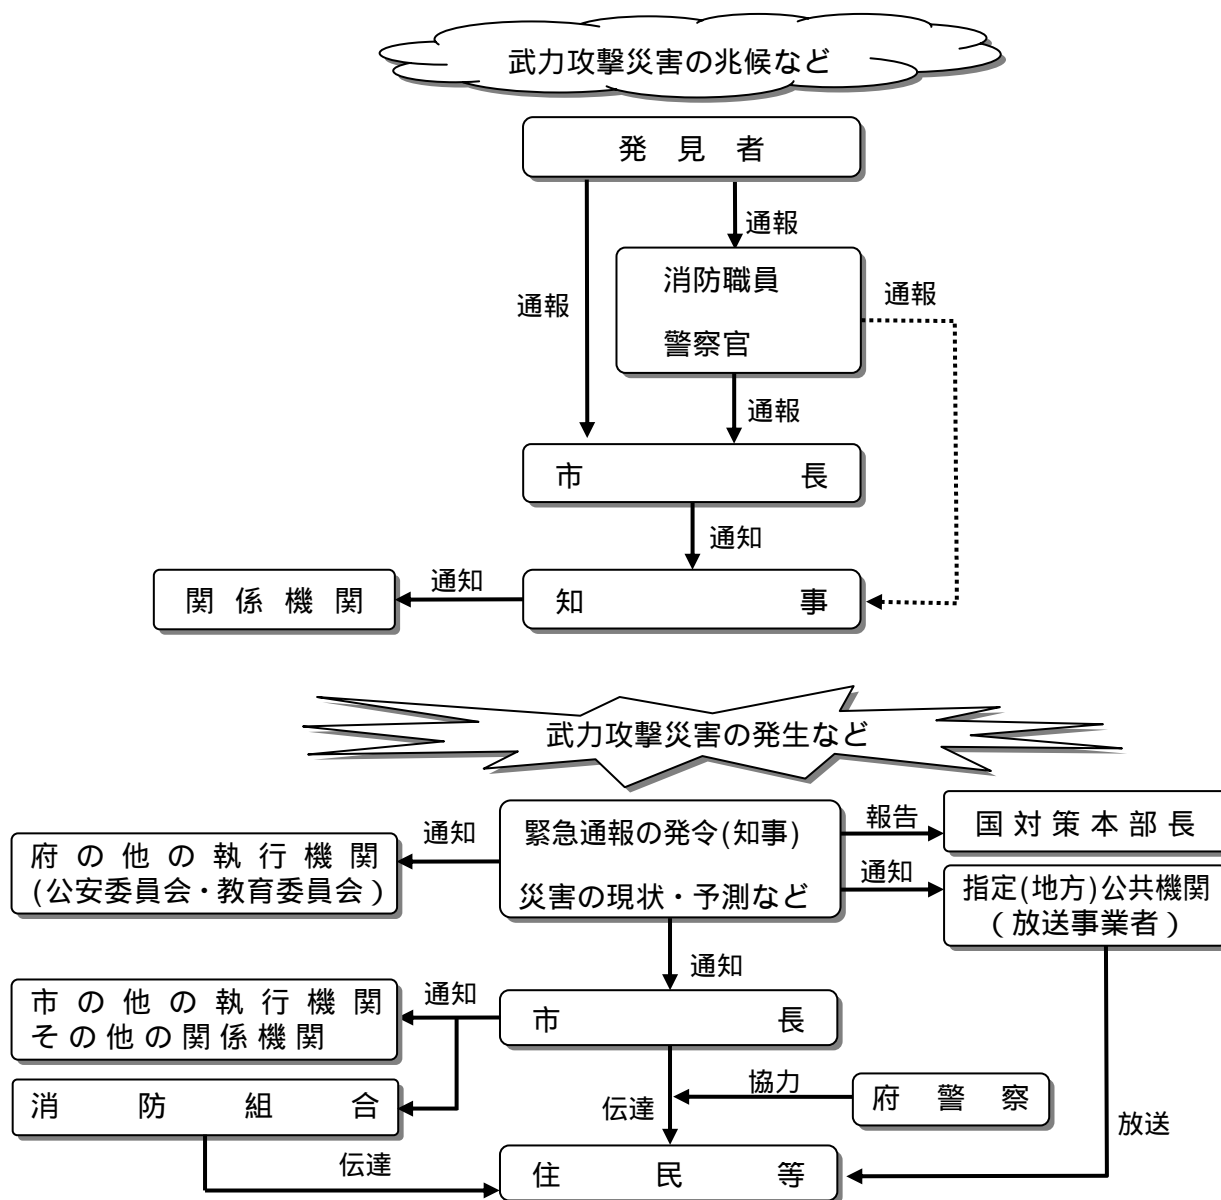 武力攻撃災害の兆候など
発見者
通報
消防職員
警察官
通報
通報
通報
市長
通知
関係機関
通知
知事
武力攻撃災害の発生など
緊急通報の発令(知事)
災害の現状・予測など
報告
国対策本部長
通知
府の他の執行機関
(公安委員会・教育委員会)
通知
指定(地方)公共機関
(放送事業者)
通知
市の他の執行機関
その他の関係機関
通知
市長
消防組合
協力
府警察
伝達
放送
伝達
住民等